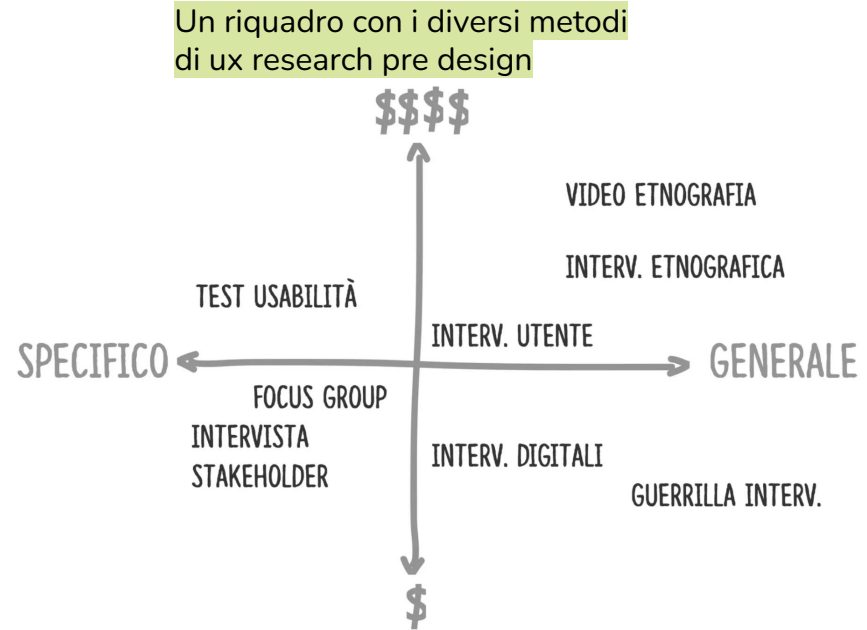 Un riquadro con i diversi metodi
di ux research pre design
$$$$
VIDEO ETNOGRAFIA
INTERV. ETNOGRAFICA
TEST USABILITÀ
INTERV. UTENTE
SPECIFICO
GENERALE
FOCUS GROUP
INTERVISTA
STAKEHOLDER
INTERV. DIGITALI
GUERRILLA INTERV.
$